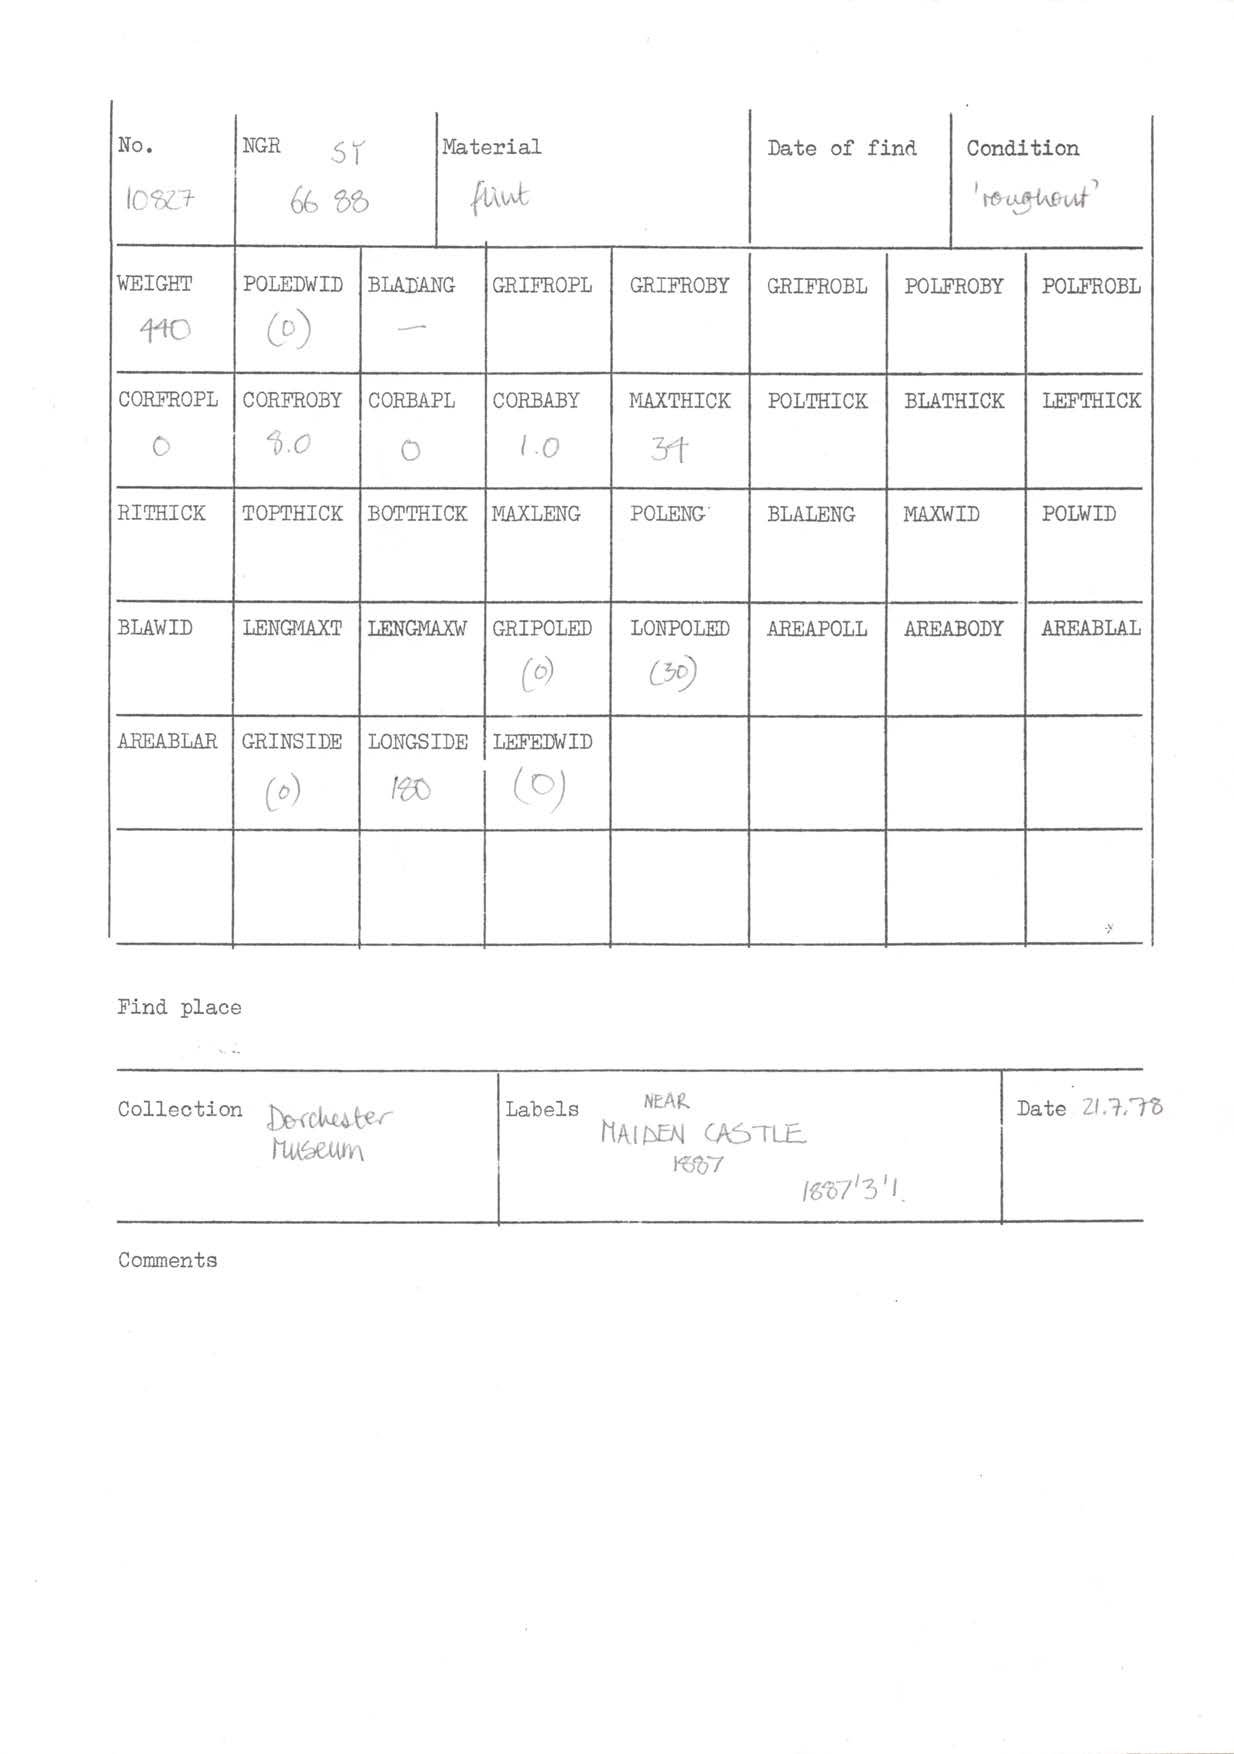 No. NGR SY Material Date of find Condition
10827 66 88 flint 'roughout'
WEIGHT POLEDWID BLADANG GRIFROPL GRIFROBY GRIFROBL POLFROBY POLFROBL
440 (0) —
CORFROPL CORFROBY CORBAPL CORBABY MAXTHICK POLTHICK BLATHICK LEFTHICK
0 8.0 0 1.0 34
RITHICK TOPTHICK BOTTHICK MAXLENG POLENG BLALENG MAXWID POLWID
BLAWID LENGMAXT LENGMAXW GRIPOLED LONPOLED AREAPOLL AREABODY AREABLAL
(0) (30)
AREABLAR GRINSIDE LONGSIDE LEFEDWID
(0) 180 (0)
Find place
Collection Dorchester Museum
Labels NEAR
MAIDEN CASTLE
1887
1887'3'1.
Date 21.7.78
Comments